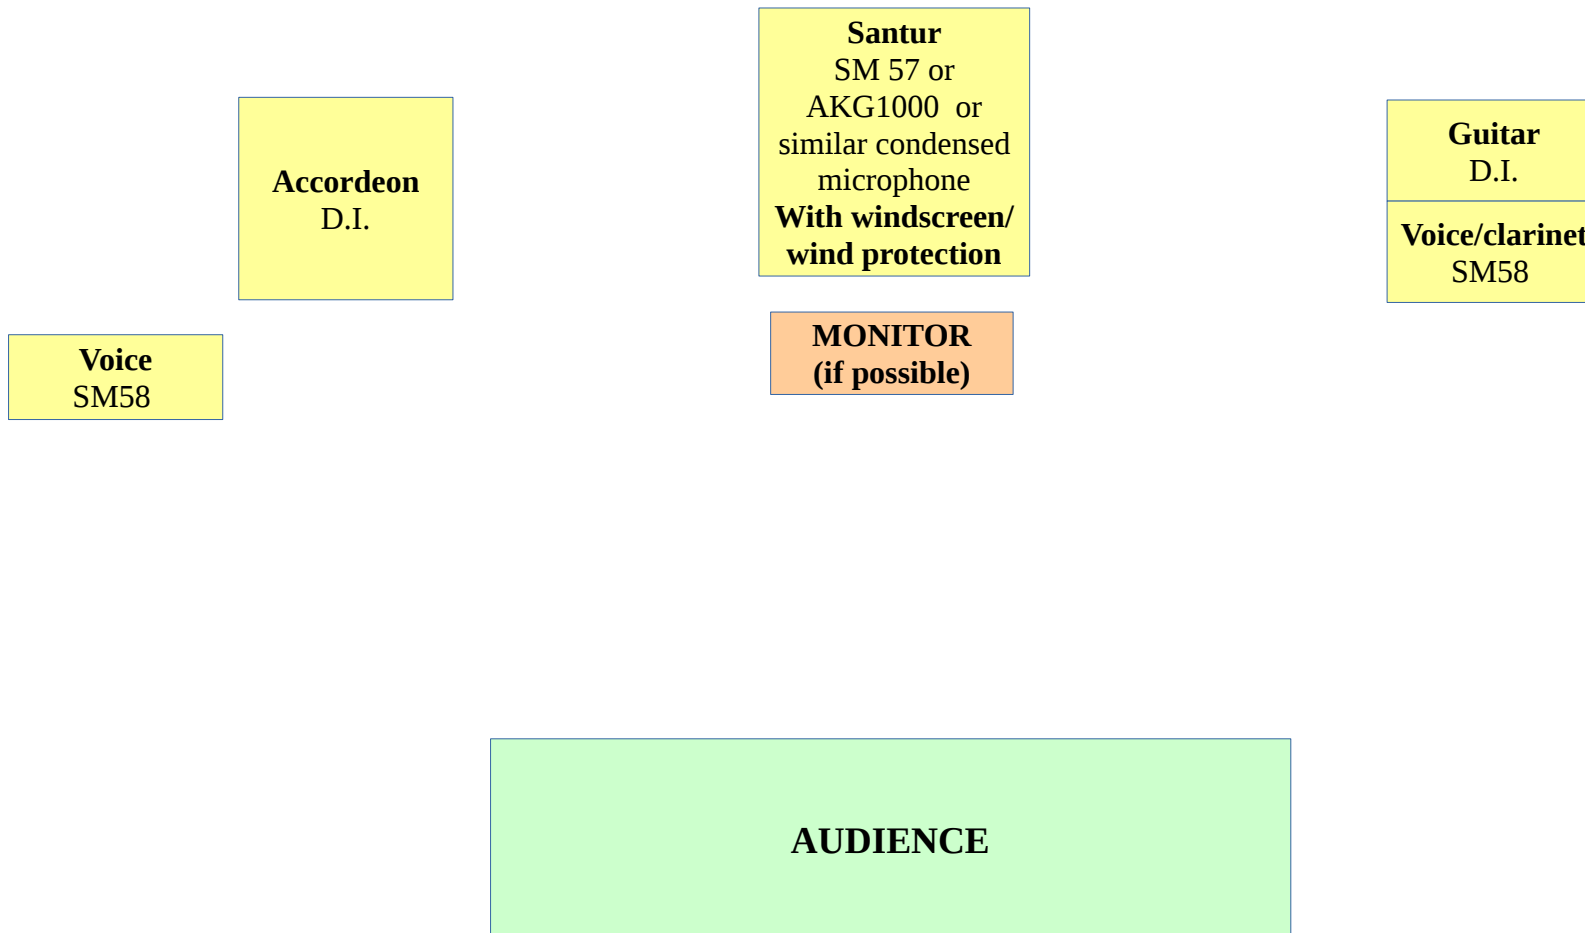 Santur
SM 57 or
AKG1000  or
similar condensed
microphone
With windscreen/
wind protection
Accordeon
D.I.
Guitar
D.I.
Voice/clarinet
SM58
MONITOR
(if possible)
Voice
SM58
AUDIENCE